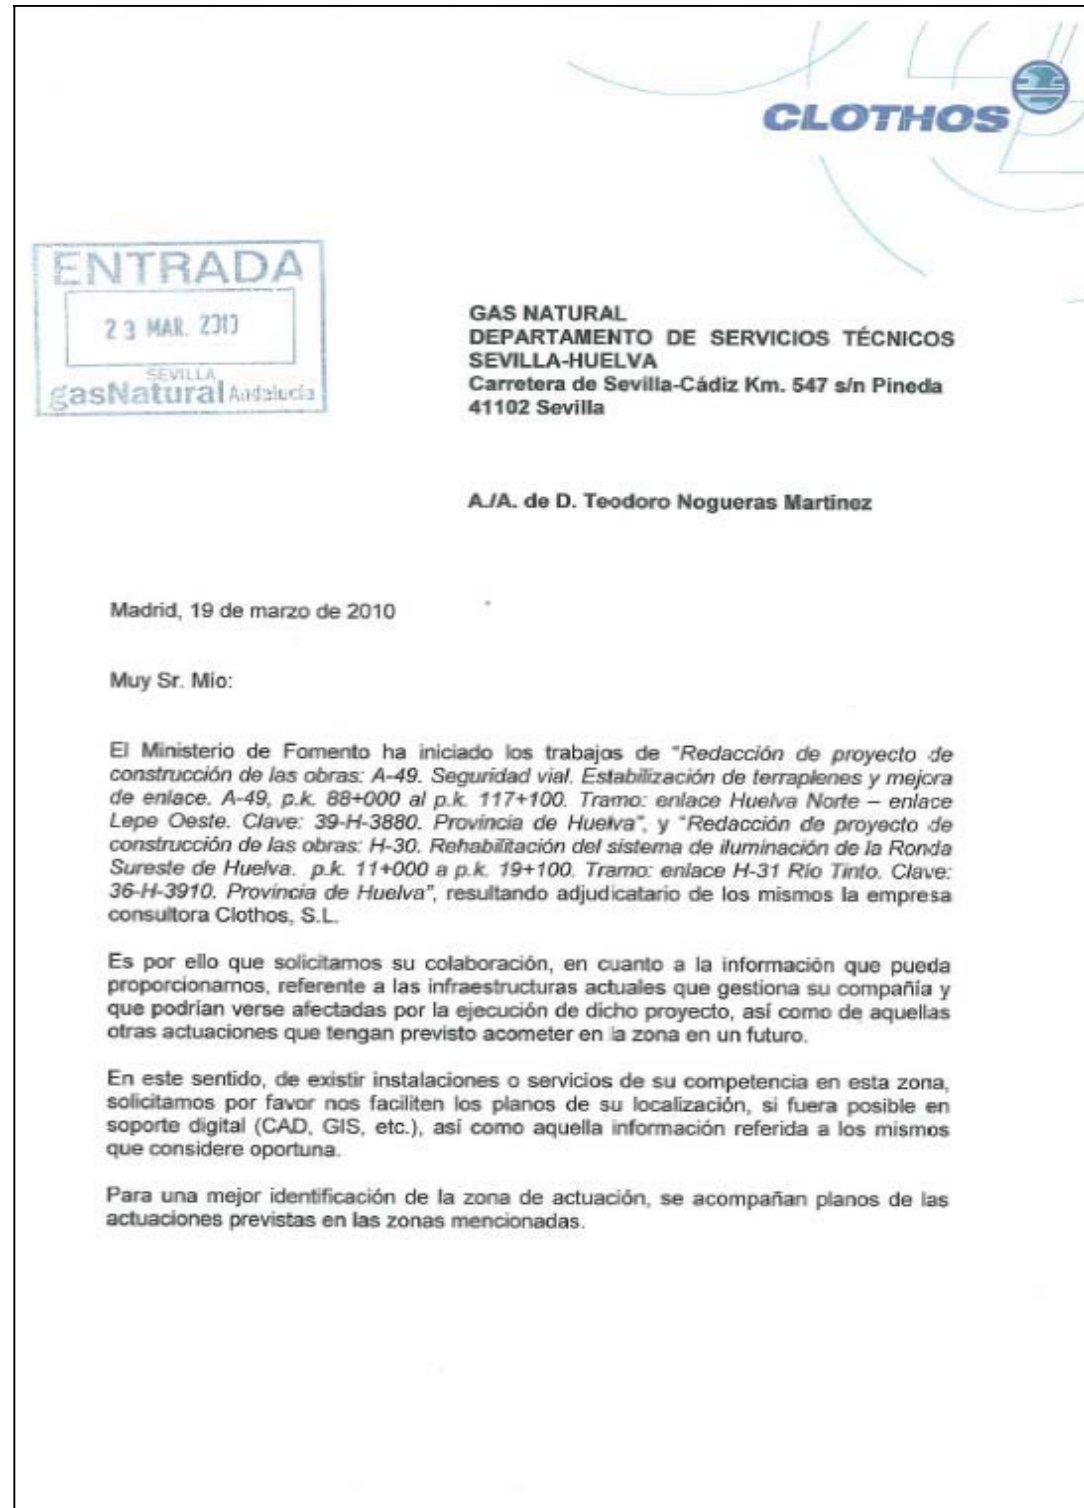 CLOTHOS
ENTRADA
23 MAR. 2010
SEVILLA
gasNatural Andalucía
GAS NATURAL
DEPARTAMENTO DE SERVICIOS TÉCNICOS
SEVILLA-HUELVA
Carretera de Sevilla-Cádiz Km. 547 s/n Pineda
41102 Sevilla
A./A. de D. Teodoro Nogueras Martínez
Madrid, 19 de marzo de 2010
Muy Sr. Mio:
El Ministerio de Fomento ha iniciado los trabajos de "Redacción de proyecto de
construcción de las obras: A-49. Seguridad vial. Estabilización de terraplenes y mejora
de enlace. A-49, p.k. 88+000 al p.k. 117+100. Tramo: enlace Huelva Norte – enlace
Lepe Oeste. Clave: 39-H-3880. Provincia de Huelva", y "Redacción de proyecto de
construcción de las obras: H-30. Rehabilitación del sistema de iluminación de la Ronda
Sureste de Huelva. p.k. 11+000 a p.k. 19+100. Tramo: enlace H-31 Río Tinto. Clave:
36-H-3910. Provincia de Huelva", resultando adjudicatario de los mismos la empresa
consultora Clothos, S.L.
Es por ello que solicitamos su colaboración, en cuanto a la información que pueda
proporcionarnos, referente a las infraestructuras actuales que gestiona su compañía y
que podrían verse afectadas por la ejecución de dicho proyecto, así como de aquellas
otras actuaciones que tengan previsto acometer en la zona en un futuro.
En este sentido, de existir instalaciones o servicios de su competencia en esta zona,
solicitamos por favor nos faciliten los planos de su localización, si fuera posible en
soporte digital (CAD, GIS, etc.), así como aquella información referida a los mismos
que considere oportuna.
Para una mejor identificación de la zona de actuación, se acompañan planos de las
actuaciones previstas en las zonas mencionadas.